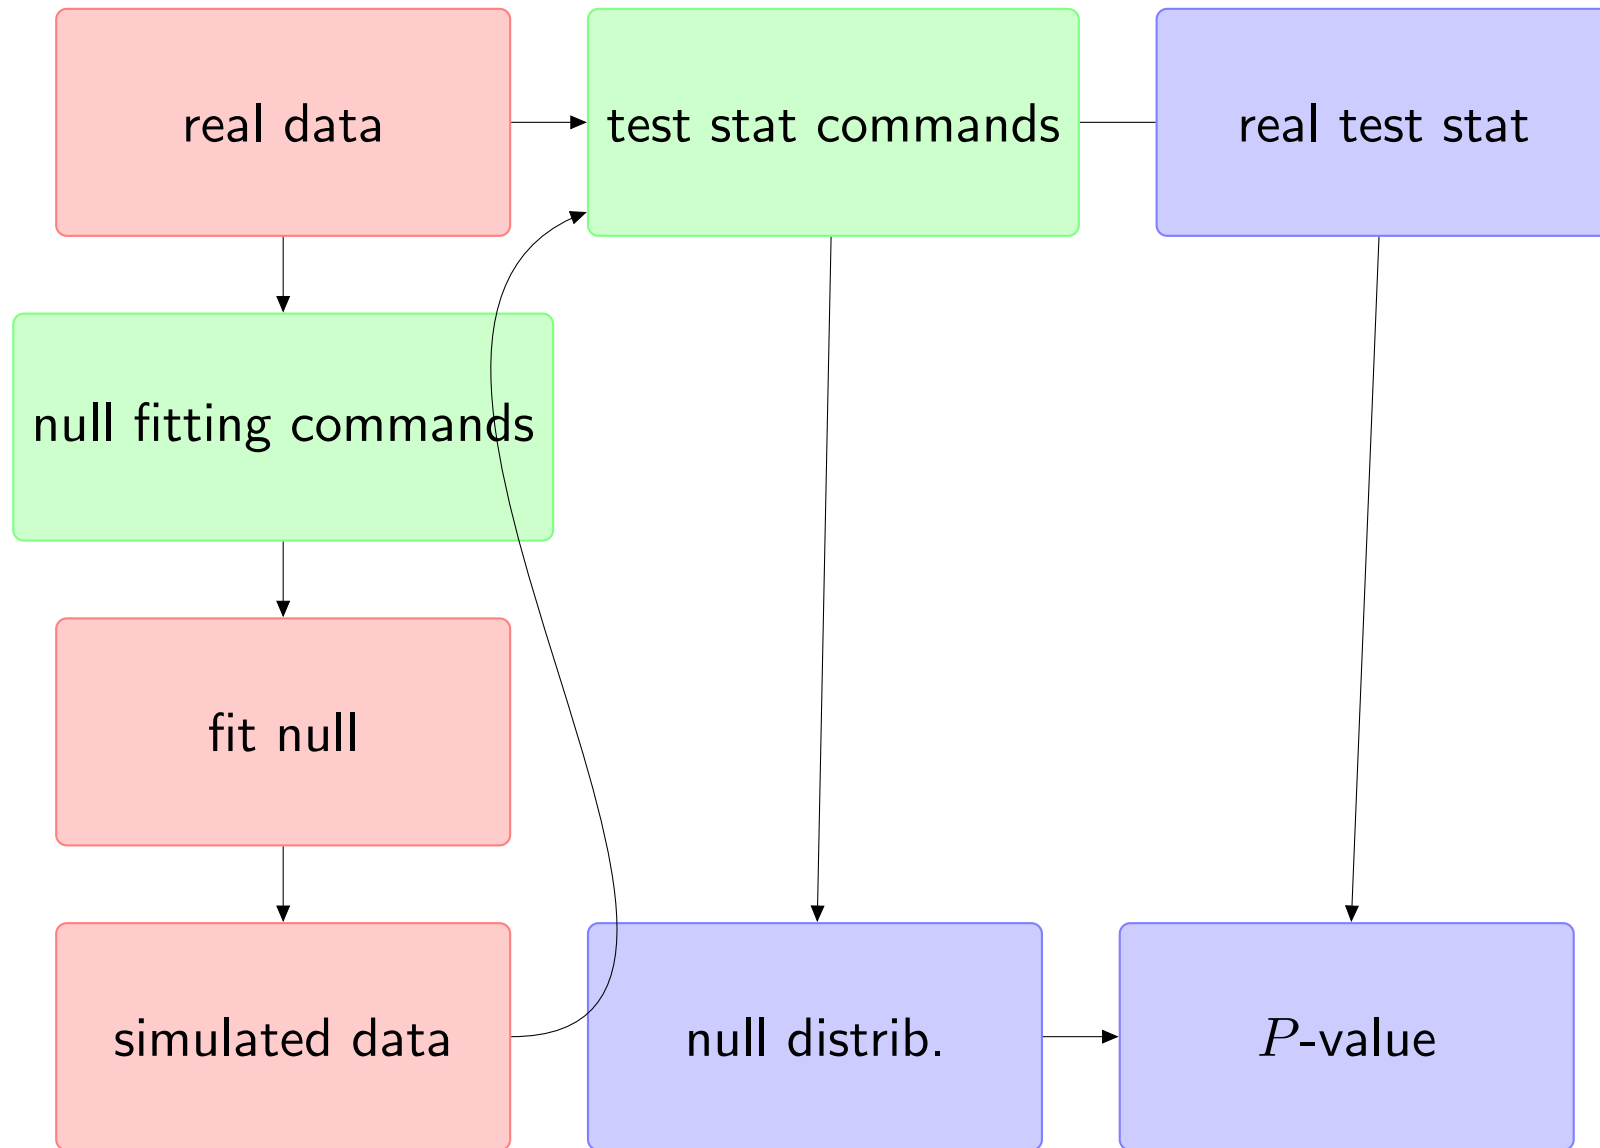 real data
test stat commands
real test stat
null fitting commands
fit null
simulated data
null distrib.
P-value